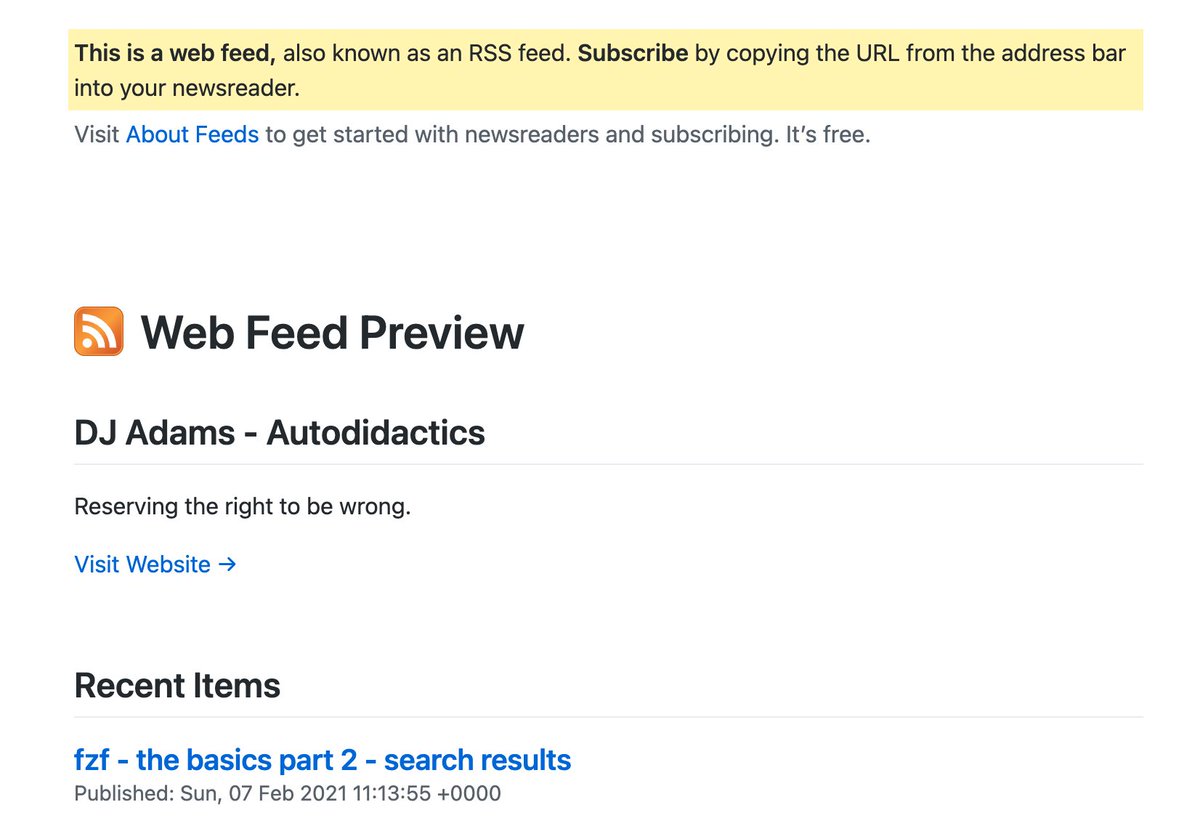 This is a web feed, also known as an RSS feed. Subscribe by copying the URL from the address bar
into your newsreader.
Visit About Feeds to get started with newsreaders and subscribing. It’s free.
Web Feed Preview
DJ Adams - Autodidactics
Reserving the right to be wrong.
Visit Website →
Recent Items
fzf - the basics part 2 - search results
Published: Sun, 07 Feb 2021 11:13:55 +0000